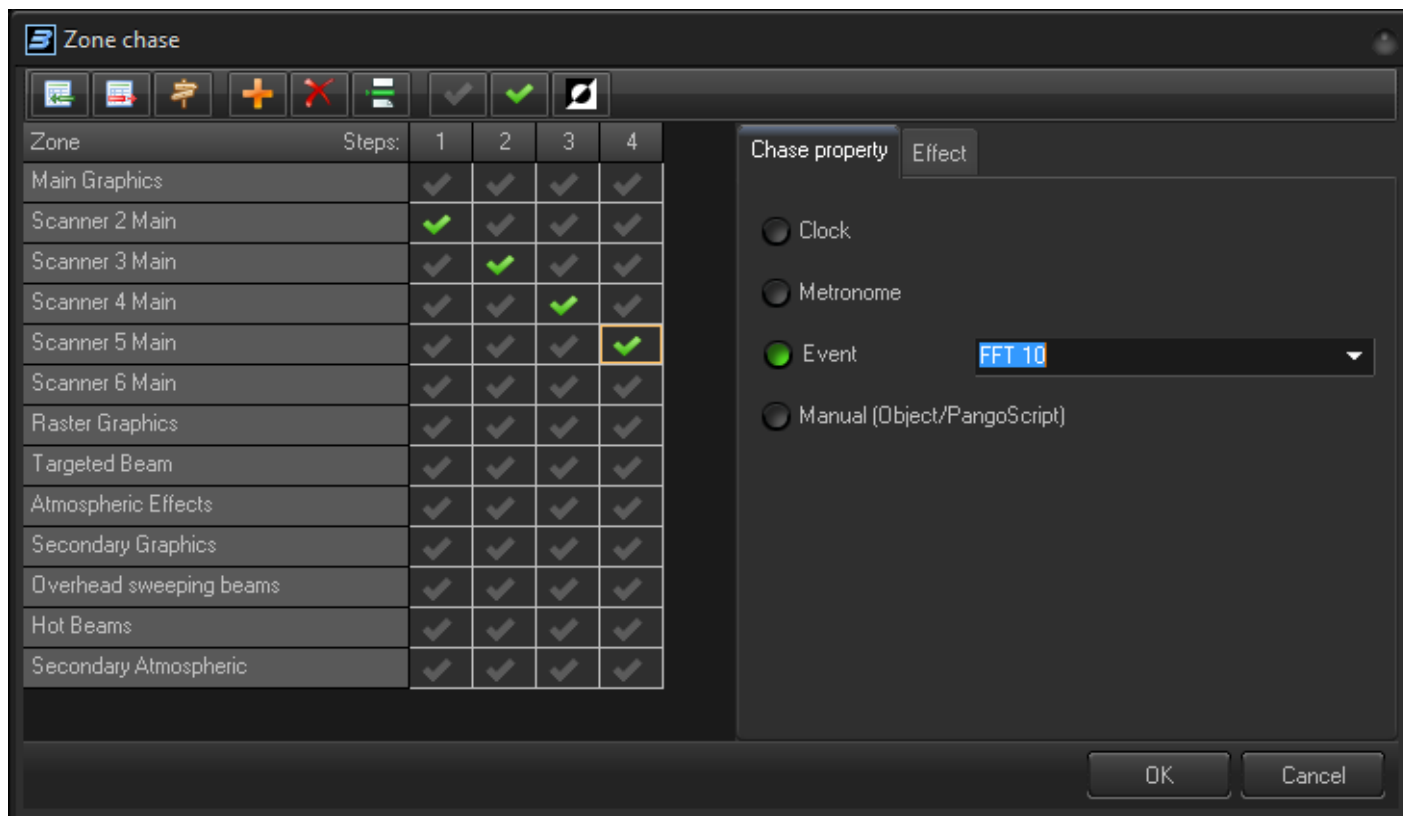 Zone chase
Zone Steps: 1 2 3 4
Main Graphics
Scanner 2 Main
Scanner 3 Main
Scanner 4 Main
Scanner 5 Main
Scanner 6 Main
Raster Graphics
Targeted Beam
Atmospheric Effects
Secondary Graphics
Overhead sweeping beams
Hot Beams
Secondary Atmospheric
Chase property Effect
Clock
Metronome
Event FFT 10
Manual (Object/PangoScript)
OK Cancel